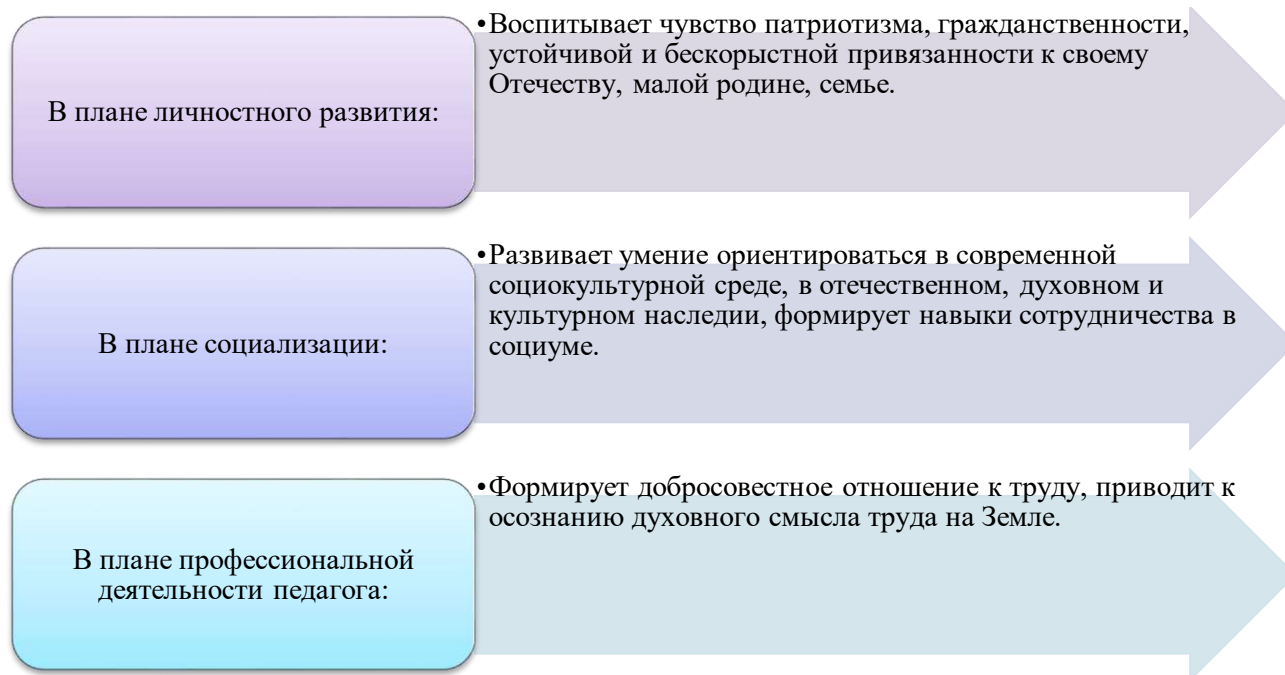 В плане личностного развития:
•Воспитывает чувство патриотизма, гражданственности,
устойчивой и бескорыстной привязанности к своему
Отечеству, малой родине, семье.
В плане социализации:
•Развивает умение ориентироваться в современной
социокультурной среде, в отечественном, духовном и
культурном наследии, формирует навыки сотрудничества в
социуме.
В плане профессиональной
деятельности педагога:
•Формирует добросовестное отношение к труду, приводит к
осознанию духовного смысла труда на Земле.